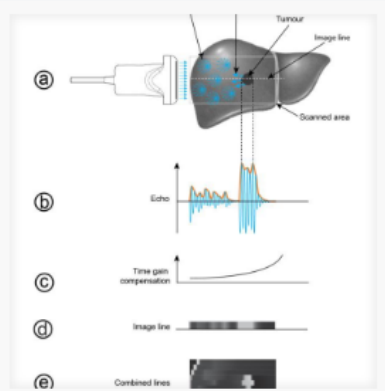 Tumour
Image line
ⓐ
Scanned area
ⓑ
Echo
ⓒ
Time gain
compensation
ⓓ
Image line
ⓔ
Combined lines